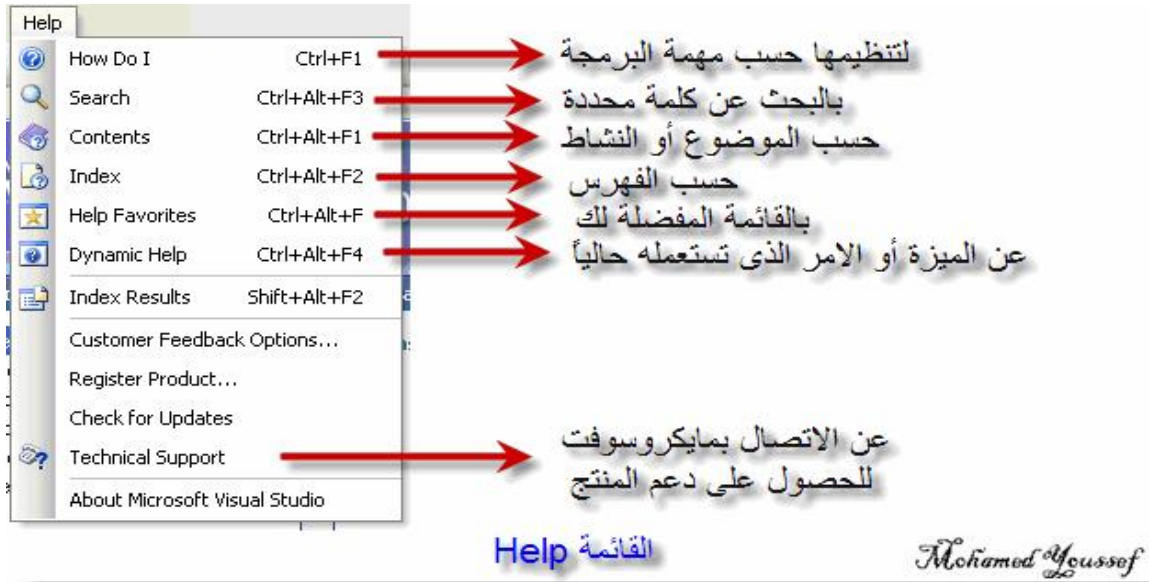 Help
How Do I Ctrl+F1 لتنظيمها حسب مهمة البرمجة
Search Ctrl+Alt+F3 بالبحث عن كلمة محددة
Contents Ctrl+Alt+F1 حسب الموضوع أو النشاط
Index Ctrl+Alt+F2 حسب الفهرس
Help Favorites Ctrl+Alt+F بالقائمة المفضلة لك
Dynamic Help Ctrl+Alt+F4 عن الميزة أو الامر الذى تستعمله حالياً
Index Results Shift+Alt+F2
Customer Feedback Options...
Register Product...
Check for Updates
Technical Support عن الاتصال بمايكروسوفت
للحصول على دعم المنتج
About Microsoft Visual Studio
القائمة Help
Mohamed Youssef